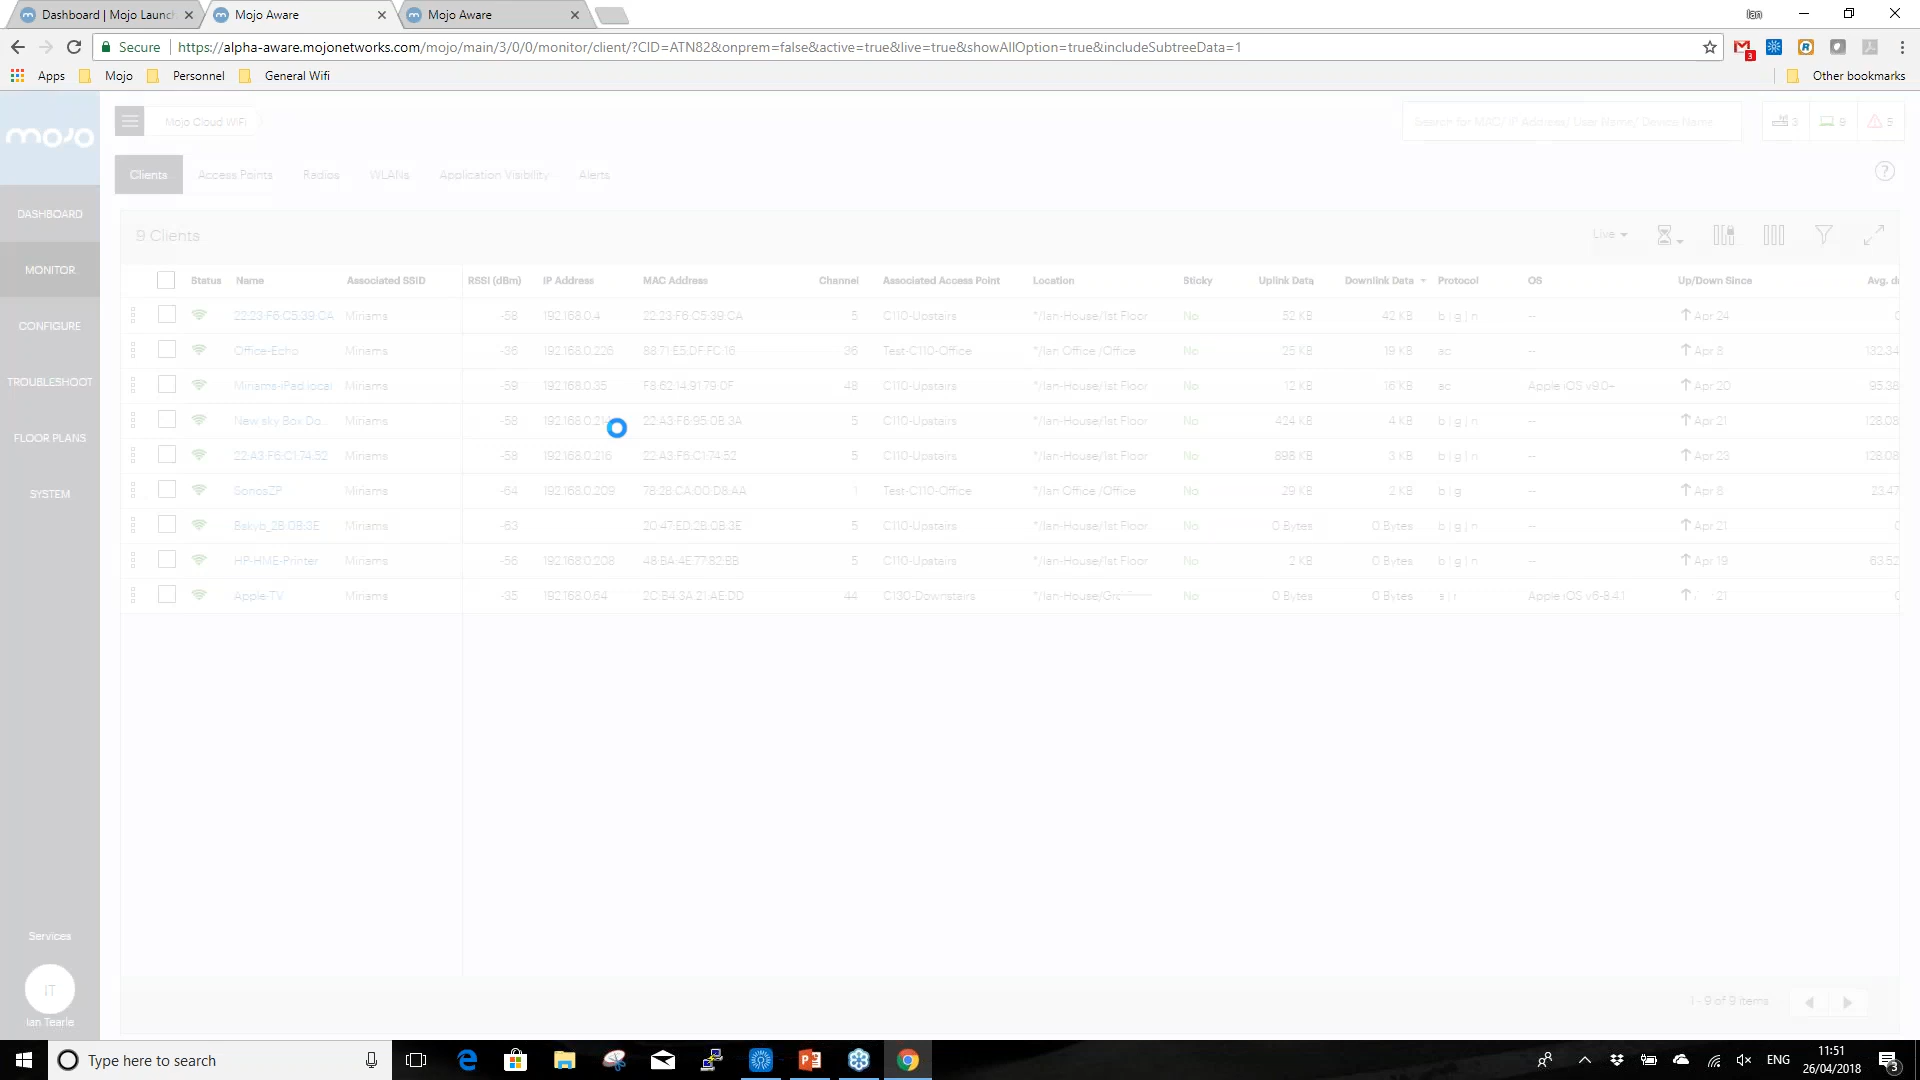 Dashboard | Mojo Launc
Mojo Aware
Mojo Aware
Ian
Secure
https://alpha-aware.mojonetworks.com/mojo/main/3/0/0/monitor/client/?CID=ATN82&onprem=false&active=true&live=true&showAllOption=true&includeSubtreeData=1
3
Apps Mojo Personnel General Wifi Other bookmarks
mojo
Mojo Cloud WiFi
Search for MAC/ IP Address/ User Name/ Device Name
3 9 5
Clients Access Points Radios WLANs Application Visibility Alerts
?
DASHBOARD
MONITOR
CONFIGURE
TROUBLESHOOT
FLOOR PLANS
SYSTEM
9 Clients
Live
Status Name Associated SSID RSSI (dBm) IP Address MAC Address Channel Associated Access Point Location Sticky Uplink Data Downlink Data Protocol OS Up/Down Since Avg. d
22:23:F6:C5:39:CA Miriams -58 192.168.0.4 22:23:F6:C5:39:CA 5 C110-Upstairs */Ian-House/1st Floor No 52 KB 42 KB b | g | n -- Apr 24
Office-Echo Miriams -36 192.168.0.226 88:71:E5:DF:FC:16 36 Test-C110-Office */Ian Office /Office No 25 KB 19 KB ac -- Apr 8 132.34
Miriams-iPad.local Miriams -59 192.168.0.35 F8:62:14:91:79:0F 48 C110-Upstairs */Ian-House/1st Floor No 12 KB 16 KB ac Apple iOS v9.0+ Apr 20 95.38
New sky Box Do... Miriams -58 22:A3:F6:95:0B:3A 5 C110-Upstairs */Ian-House/1st Floor No 424 KB 4 KB b | g | n -- Apr 21 128.08
22:A3:F6:C1:74:52 Miriams -58 192.168.0.216 22:A3:F6:C1:74:52 5 C110-Upstairs */Ian-House/1st Floor No 898 KB 3 KB b | g | n -- Apr 23 128.08
SonosZP Miriams -64 192.168.0.209 78:28:CA:00:D8:AA 1 Test-C110-Office */Ian Office /Office No 29 KB 2 KB b | g -- Apr 8 23.47
Bskyb_2B:0B:3E Miriams -63 20:47:ED:2B:0B:3E 5 C110-Upstairs */Ian-House/1st Floor No 0 Bytes 0 Bytes b | g | n -- Apr 21
HP-HME-Printer Miriams -56 192.168.0.208 48:BA:4E:77:82:BB 5 C110-Upstairs */Ian-House/1st Floor No 2 KB 0 Bytes b | g | n -- Apr 19 63.52
Apple-TV Miriams -35 192.168.0.64 2C:B4:3A:21:AE:DD 44 C130-Downstairs */Ian-House/Gr No 0 Bytes 0 Bytes Apple iOS v6-8.4.1 21
1 - 9 of 9 items
Services
IT
Ian Tearle
Type here to search
ENG
11:51
26/04/2018
3